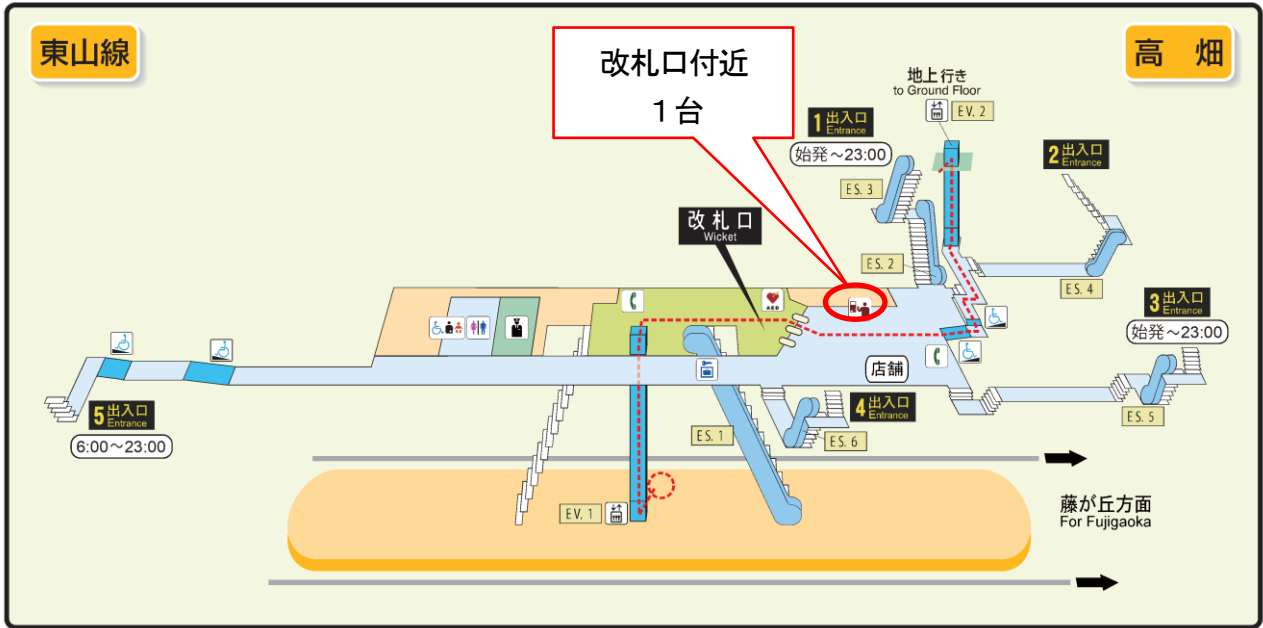 東山線
高 畑
改札口付近
1台
地上行き
to Ground Floor
EV. 2
1出入口
Entrance
始発～23:00
2出入口
Entrance
ES. 3
改札口
Wicket
ES. 2
ES. 4
3出入口
Entrance
始発～23:00
AED
店舗
5出入口
Entrance
6:00～23:00
4出入口
Entrance
ES. 5
ES. 1
ES. 6
EV. 1
藤が丘方面
For Fujigaoka